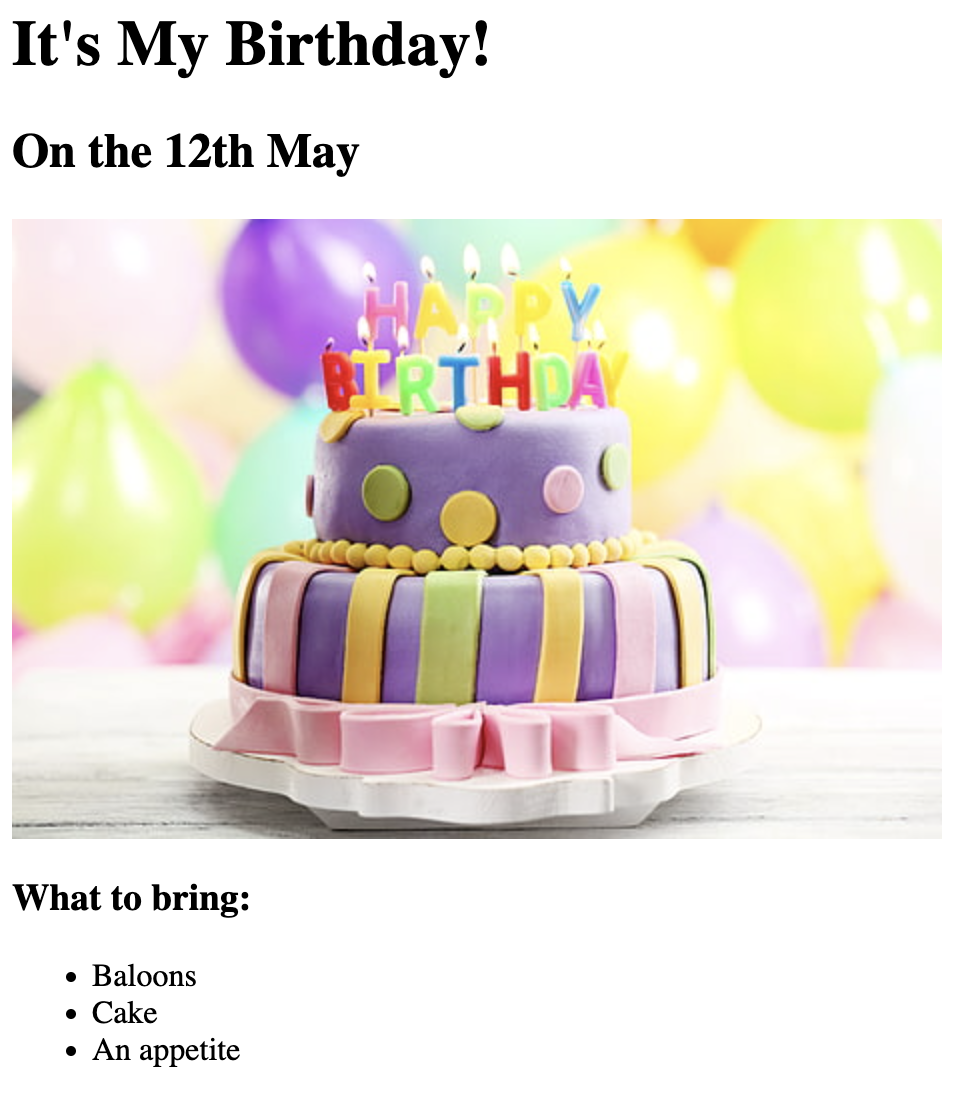 It's My Birthday!
On the 12th May
HAPPY
BIRTHDAY
What to bring:
Baloons
Cake
An appetite